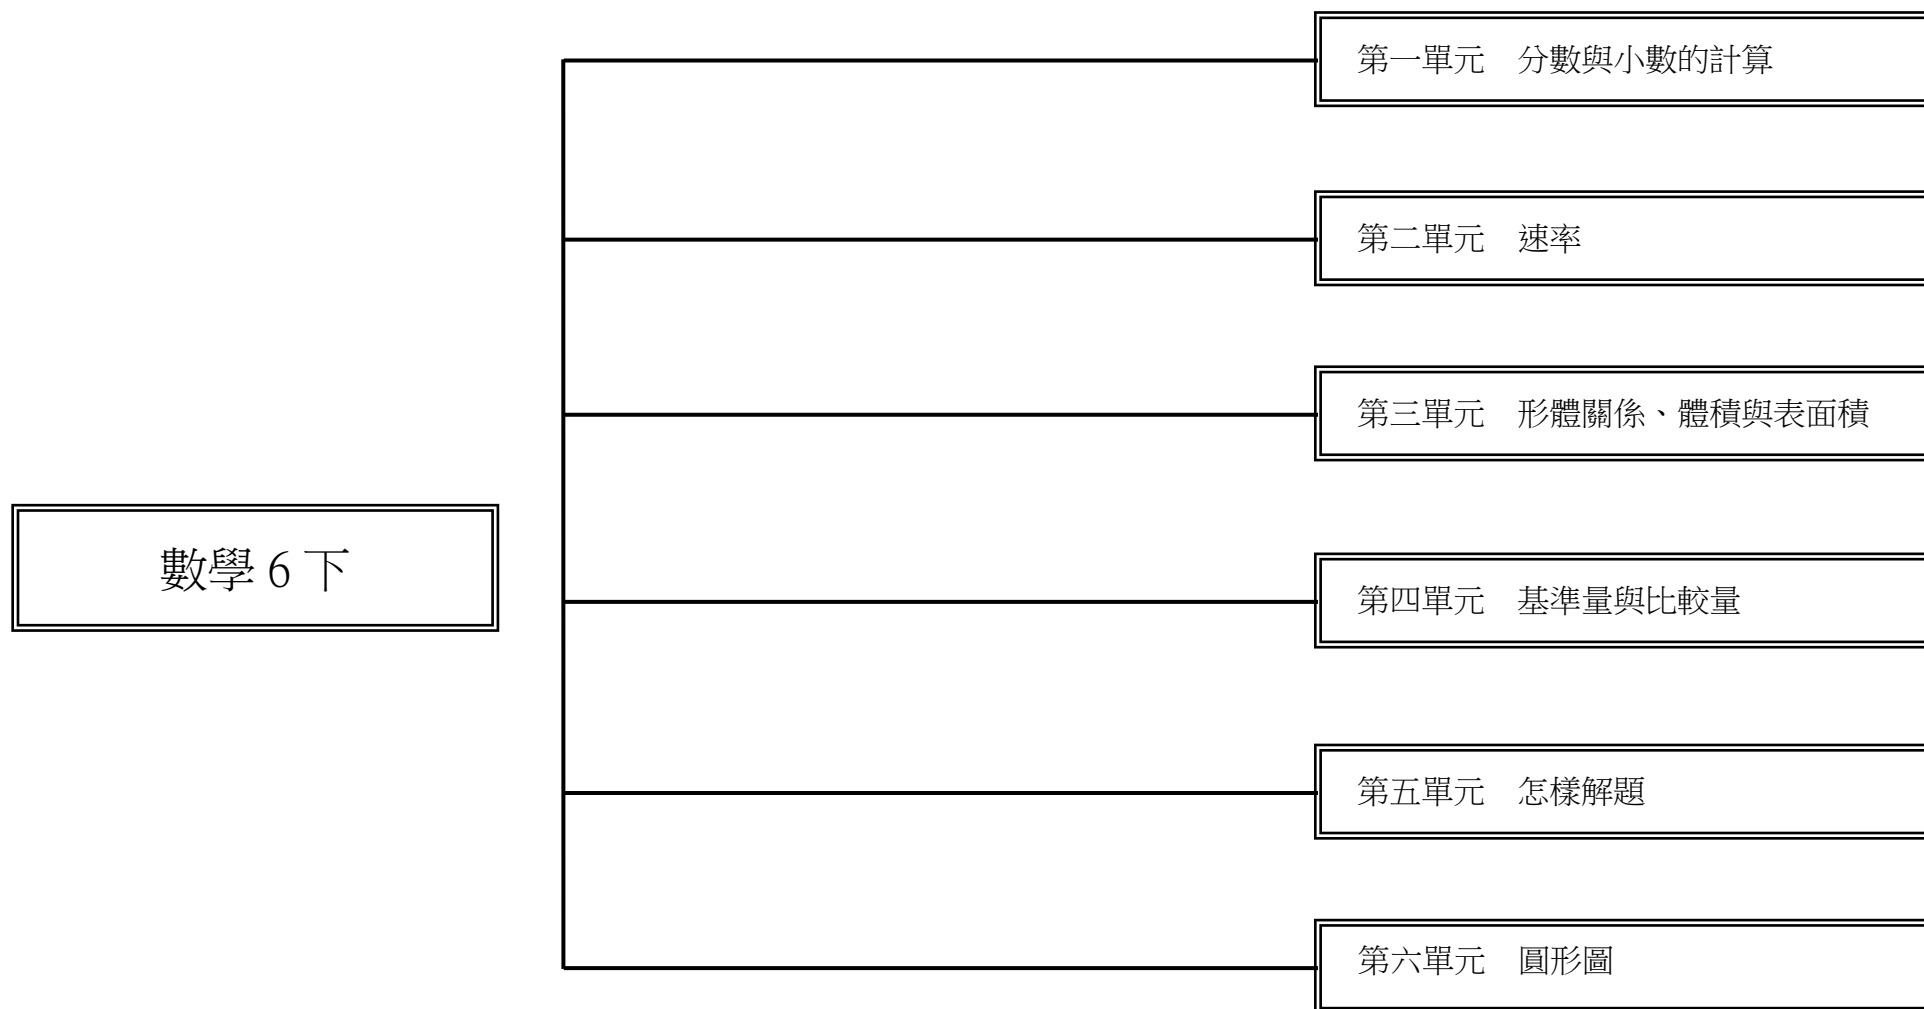 第一單元　分數與小數的計算
第二單元　速率
第三單元　形體關係、體積與表面積
數學 6 下
第四單元　基準量與比較量
第五單元　怎樣解題
第六單元　圓形圖